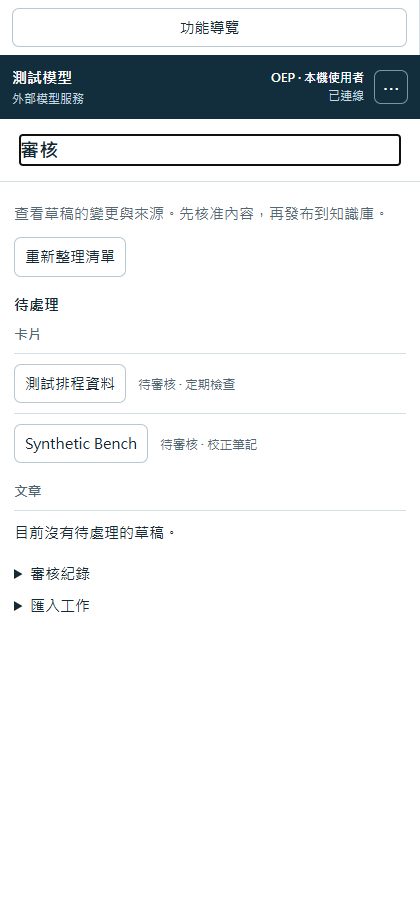 功能導覽
測試模型
OEP · 本機使用者
外部模型服務
已連線
...
審核
查看草稿的變更與來源。先核准內容，再發布到知識庫。
重新整理清單
待處理
卡片
測試排程資料 待審核 · 定期檢查
Synthetic Bench 待審核 · 校正筆記
文章
目前沒有待處理的草稿。
▶ 審核紀錄
▶ 匯入工作